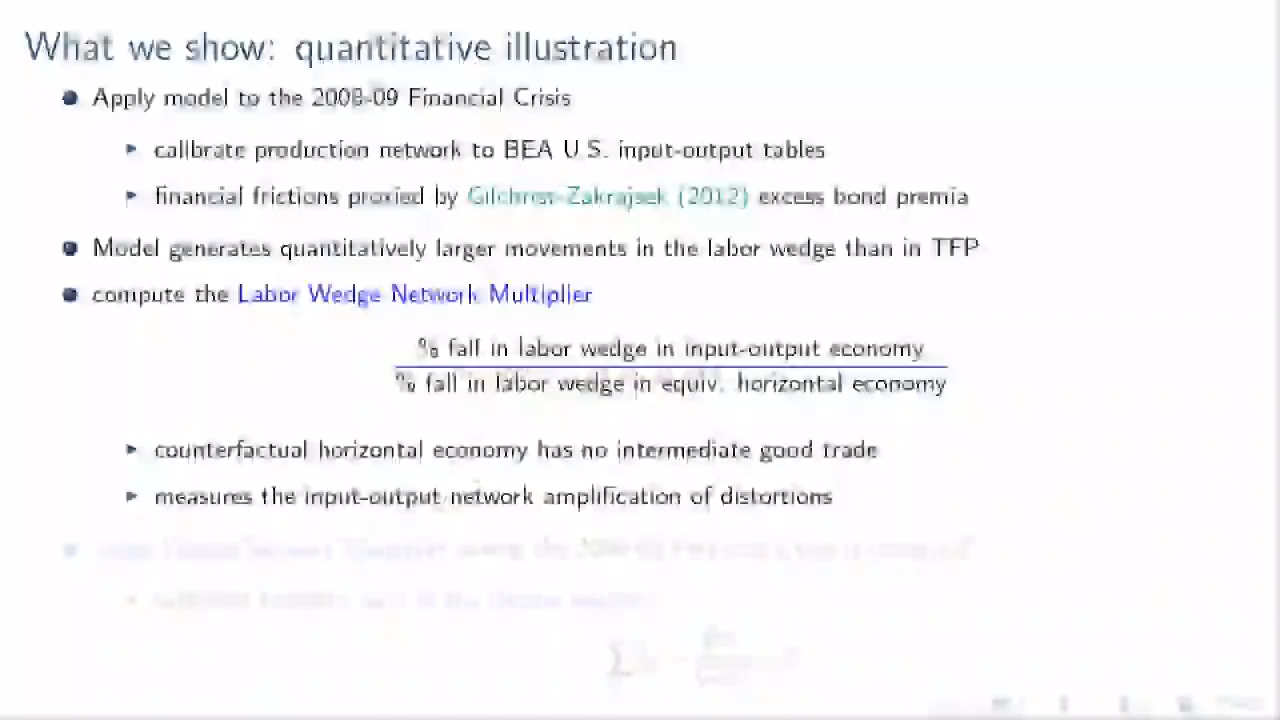 What we show: quantitative illustration
Apply model to the 2008-09 Financial Crisis
calibrate production network to BEA U.S. input-output tables
financial frictions proxied by Gilchrist-Zakrajsek (2012) excess bond premia
Model generates quantitatively larger movements in the labor wedge than in TFP
compute the Labor Wedge Network Multiplier
% fall in labor wedge in input-output economy
% fall in labor wedge in equiv. horizontal economy
counterfactual horizontal economy has no intermediate good trade
measures the input-output network amplification of distortions